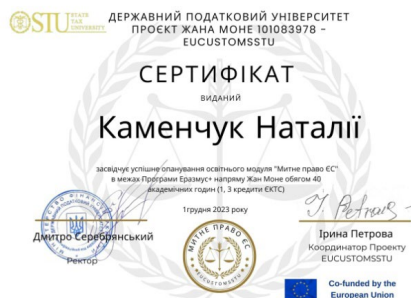 STU STATE TAX UNIVERSITY
ДЕРЖАВНИЙ ПОДАТКОВИЙ УНІВЕРСИТЕТ
ПРОЄКТ ЖАНА МОНЕ 101083978 –
EUCUSTOMSSTU
СЕРТИФІКАТ
ВИДАНИЙ
Каменчук Наталії
засвідчує успішне опанування освітнього модуля "Митне право ЄС"
в межах Програми Еразмус+ напряму Жан Моне обсягом 40
академічних годин (1, 3 кредити ЄКТС)
1грудня 2023 року
Дмитро Серебрянський
Ректор
МИТНЕ ПРАВО ЄС
EUCUSTOMSSTU
Ірина Петрова
Координатор Проекту
EUCUSTOMSSTU
Co-funded by the
European Union